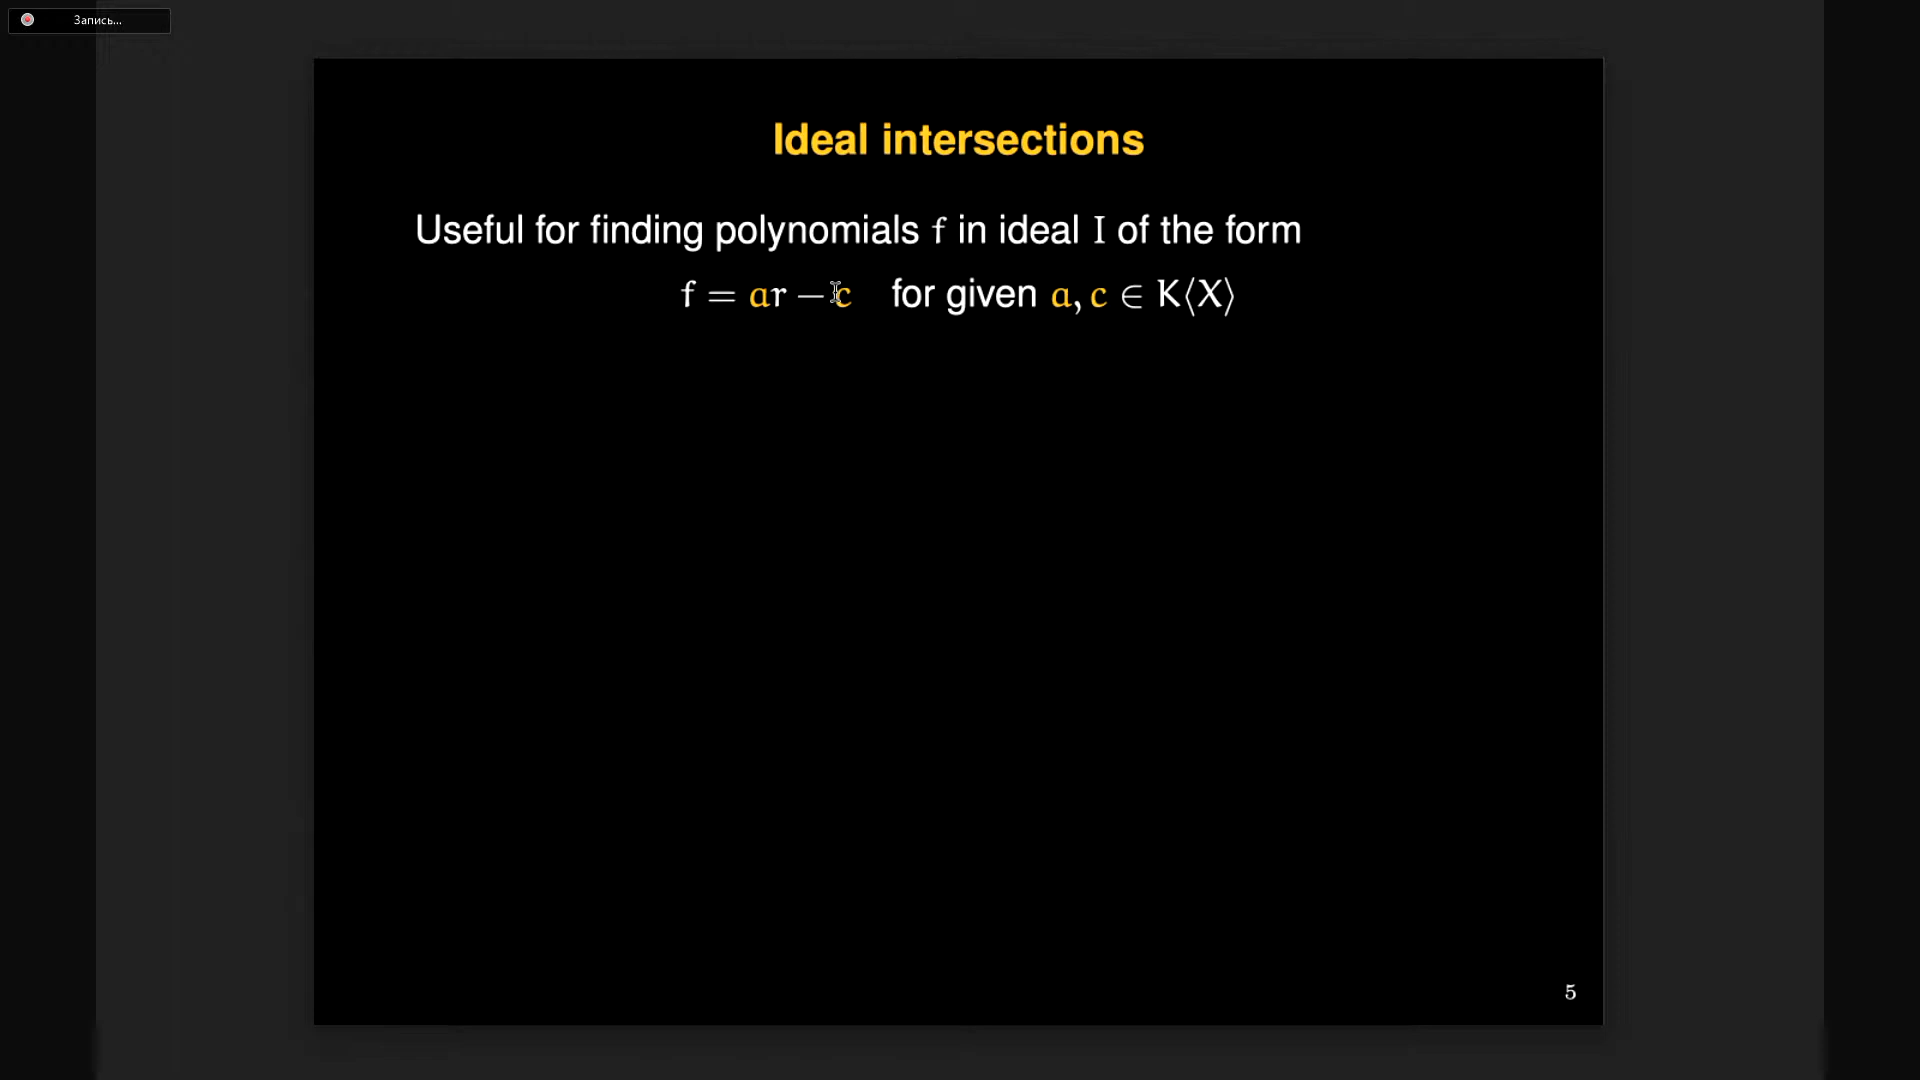 Запись...
Ideal intersections
Useful for finding polynomials f in ideal I of the form
f = ar − c for given a, c ∈ K⟨X⟩
5